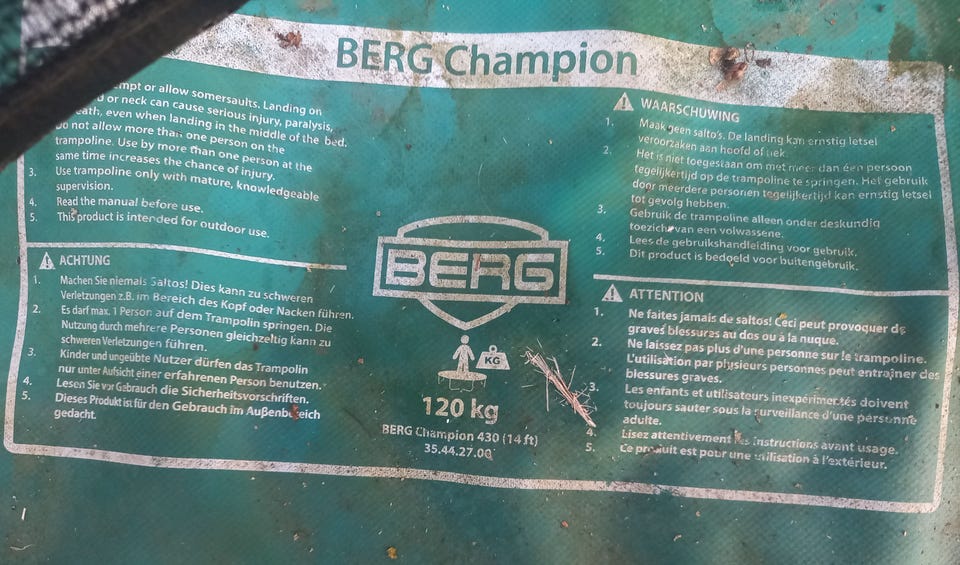 BERG Champion
or allow somersaults. Landing on
or neck can cause serious injury, paralysis,
even when landing in the middle of the bed.
Do not allow more than one person on the
trampoline. Use by more than one person at the
same time increases the chance of injury.
3. Use trampoline only with mature, knowledgeable
supervision.
4. Read the manual before use.
5. This product is intended for outdoor use.
ACHTUNG
1. Machen Sie niemals Saltos! Dies kann zu schweren
Verletzungen z.B. im Bereich des Kopf oder Nacken führen.
2. Es darf max. 1 Person auf dem Trampolin springen. Die
Nutzung durch mehrere Personen gleichzeltig kann zu
schweren Verletzungen führen.
3. Kinder und ungeübte Nutzer dürfen das Trampolin
nur unter Aufsicht einer erfahrenen Person benutzen.
4. Lesen Sie vor Gebrauch die Sicherheitsvorschriften.
5. Dieses Produkt ist für den Gebrauch im Außenbereich
gedacht.
BERG
KG
120 kg
BERG Champion 430 (14 ft)
35.44.27.00
WAARSCHUWING
1. Maak geen salto's. De landing kan ernstig letsel
veroorzaken aan hoofd of nek.
2. Het is niet toegestaan om met meer dan één persoon
tegelijkertijd op de trampoline te springen. Het gebruik
door meerdere personen tegelijkertijd kan ernstig letsel
tot gevolg hebben.
3. Gebruik de trampoline alleen onder deskundig
toezicht van een volwassene.
4. Lees de gebruikshandleiding voor gebruik.
5. Dit product is bedoeld voor buitengebruik.
ATTENTION
1. Ne faites jamais de saltos! Ceci peut provoquer de
graves blessures au dos ou à la nuque.
2. Ne laissez pas plus d'une personne sur le trampoline.
L'utilisation par plusieurs personnes peut entraîner des
blessures graves.
3. Les enfants et utilisateurs inexpérimentés doivent
toujours sauter sous la surveillance d'une personne
adulte.
4. Lisez attentivement les instructions avant usage.
5. Ce produit est pour une utilisation à l'extérieur.